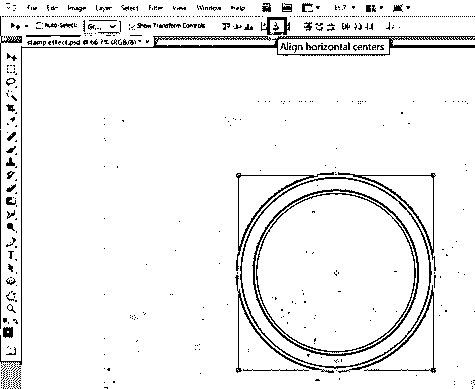 File Edit Image Layer Select Filter View Window Help
Auto-Select: Show Transform Controls
stamp effect.psd @ 66.7% (RGB/8) * ×
Align horizontal centers